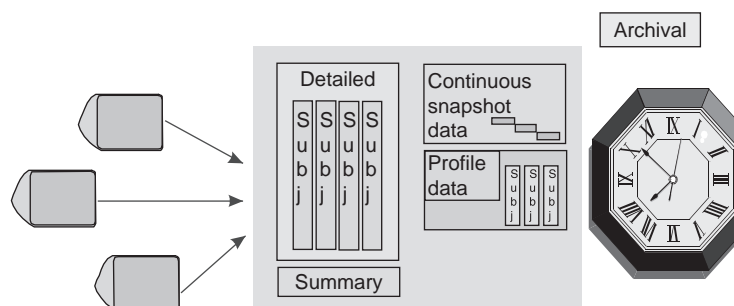 Archival
Detailed
Subj
Subj
Subj
Subj
Summary
Continuous
snapshot
data
Profile
data
Subj
Subj
Subj